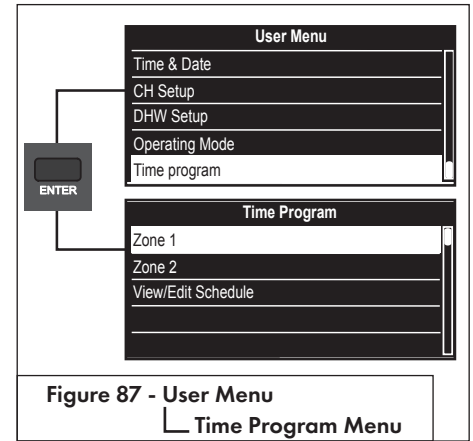 User Menu
Time & Date
CH Setup
DHW Setup
Operating Mode
Time program
ENTER
Time Program
Zone 1
Zone 2
View/Edit Schedule
Figure 87 - User Menu
Time Program Menu